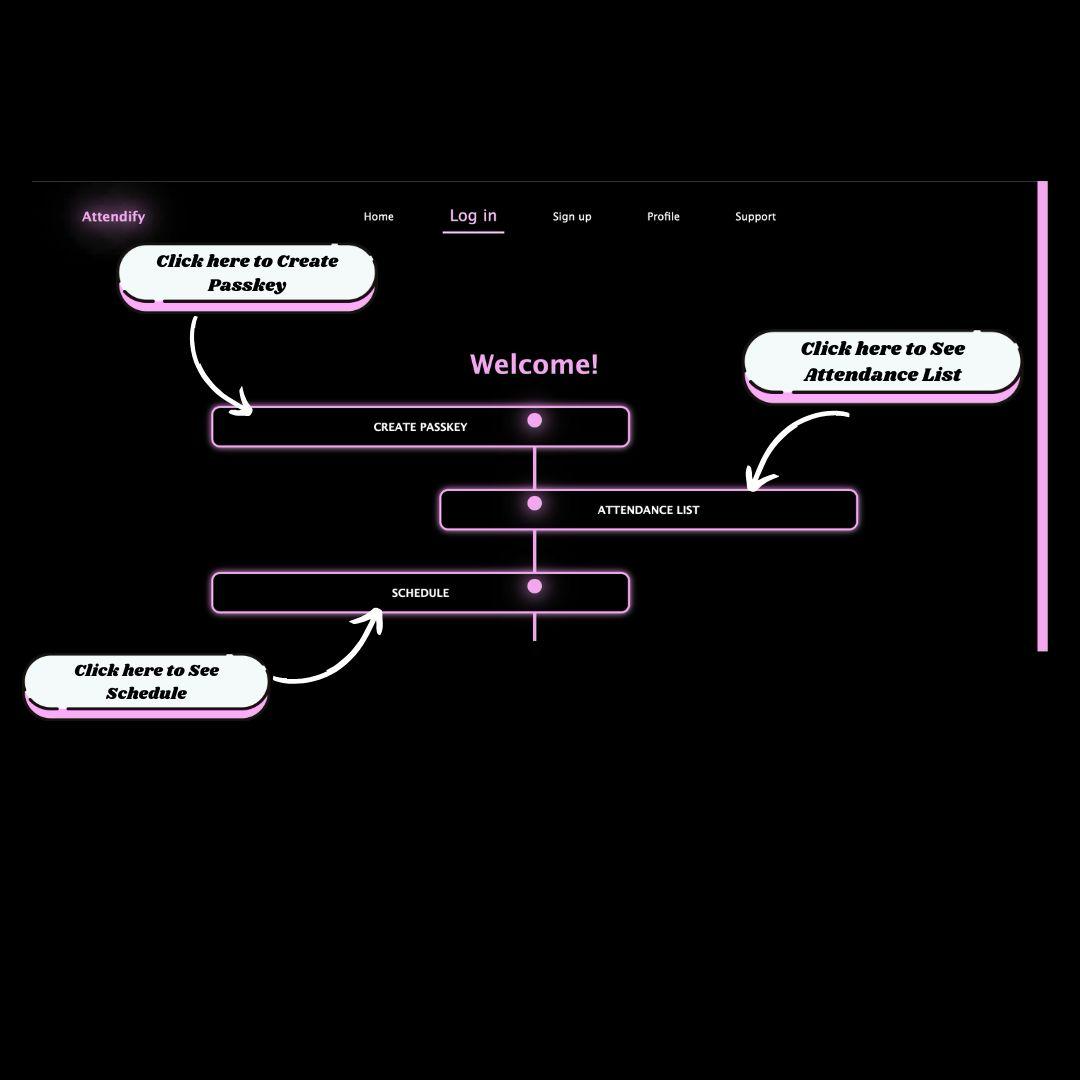 Attendify
Home
Log in
Sign up
Profile
Support
Click here to Create
Passkey
Welcome!
Click here to See
Attendance List
CREATE PASSKEY
ATTENDANCE LIST
SCHEDULE
Click here to See
Schedule